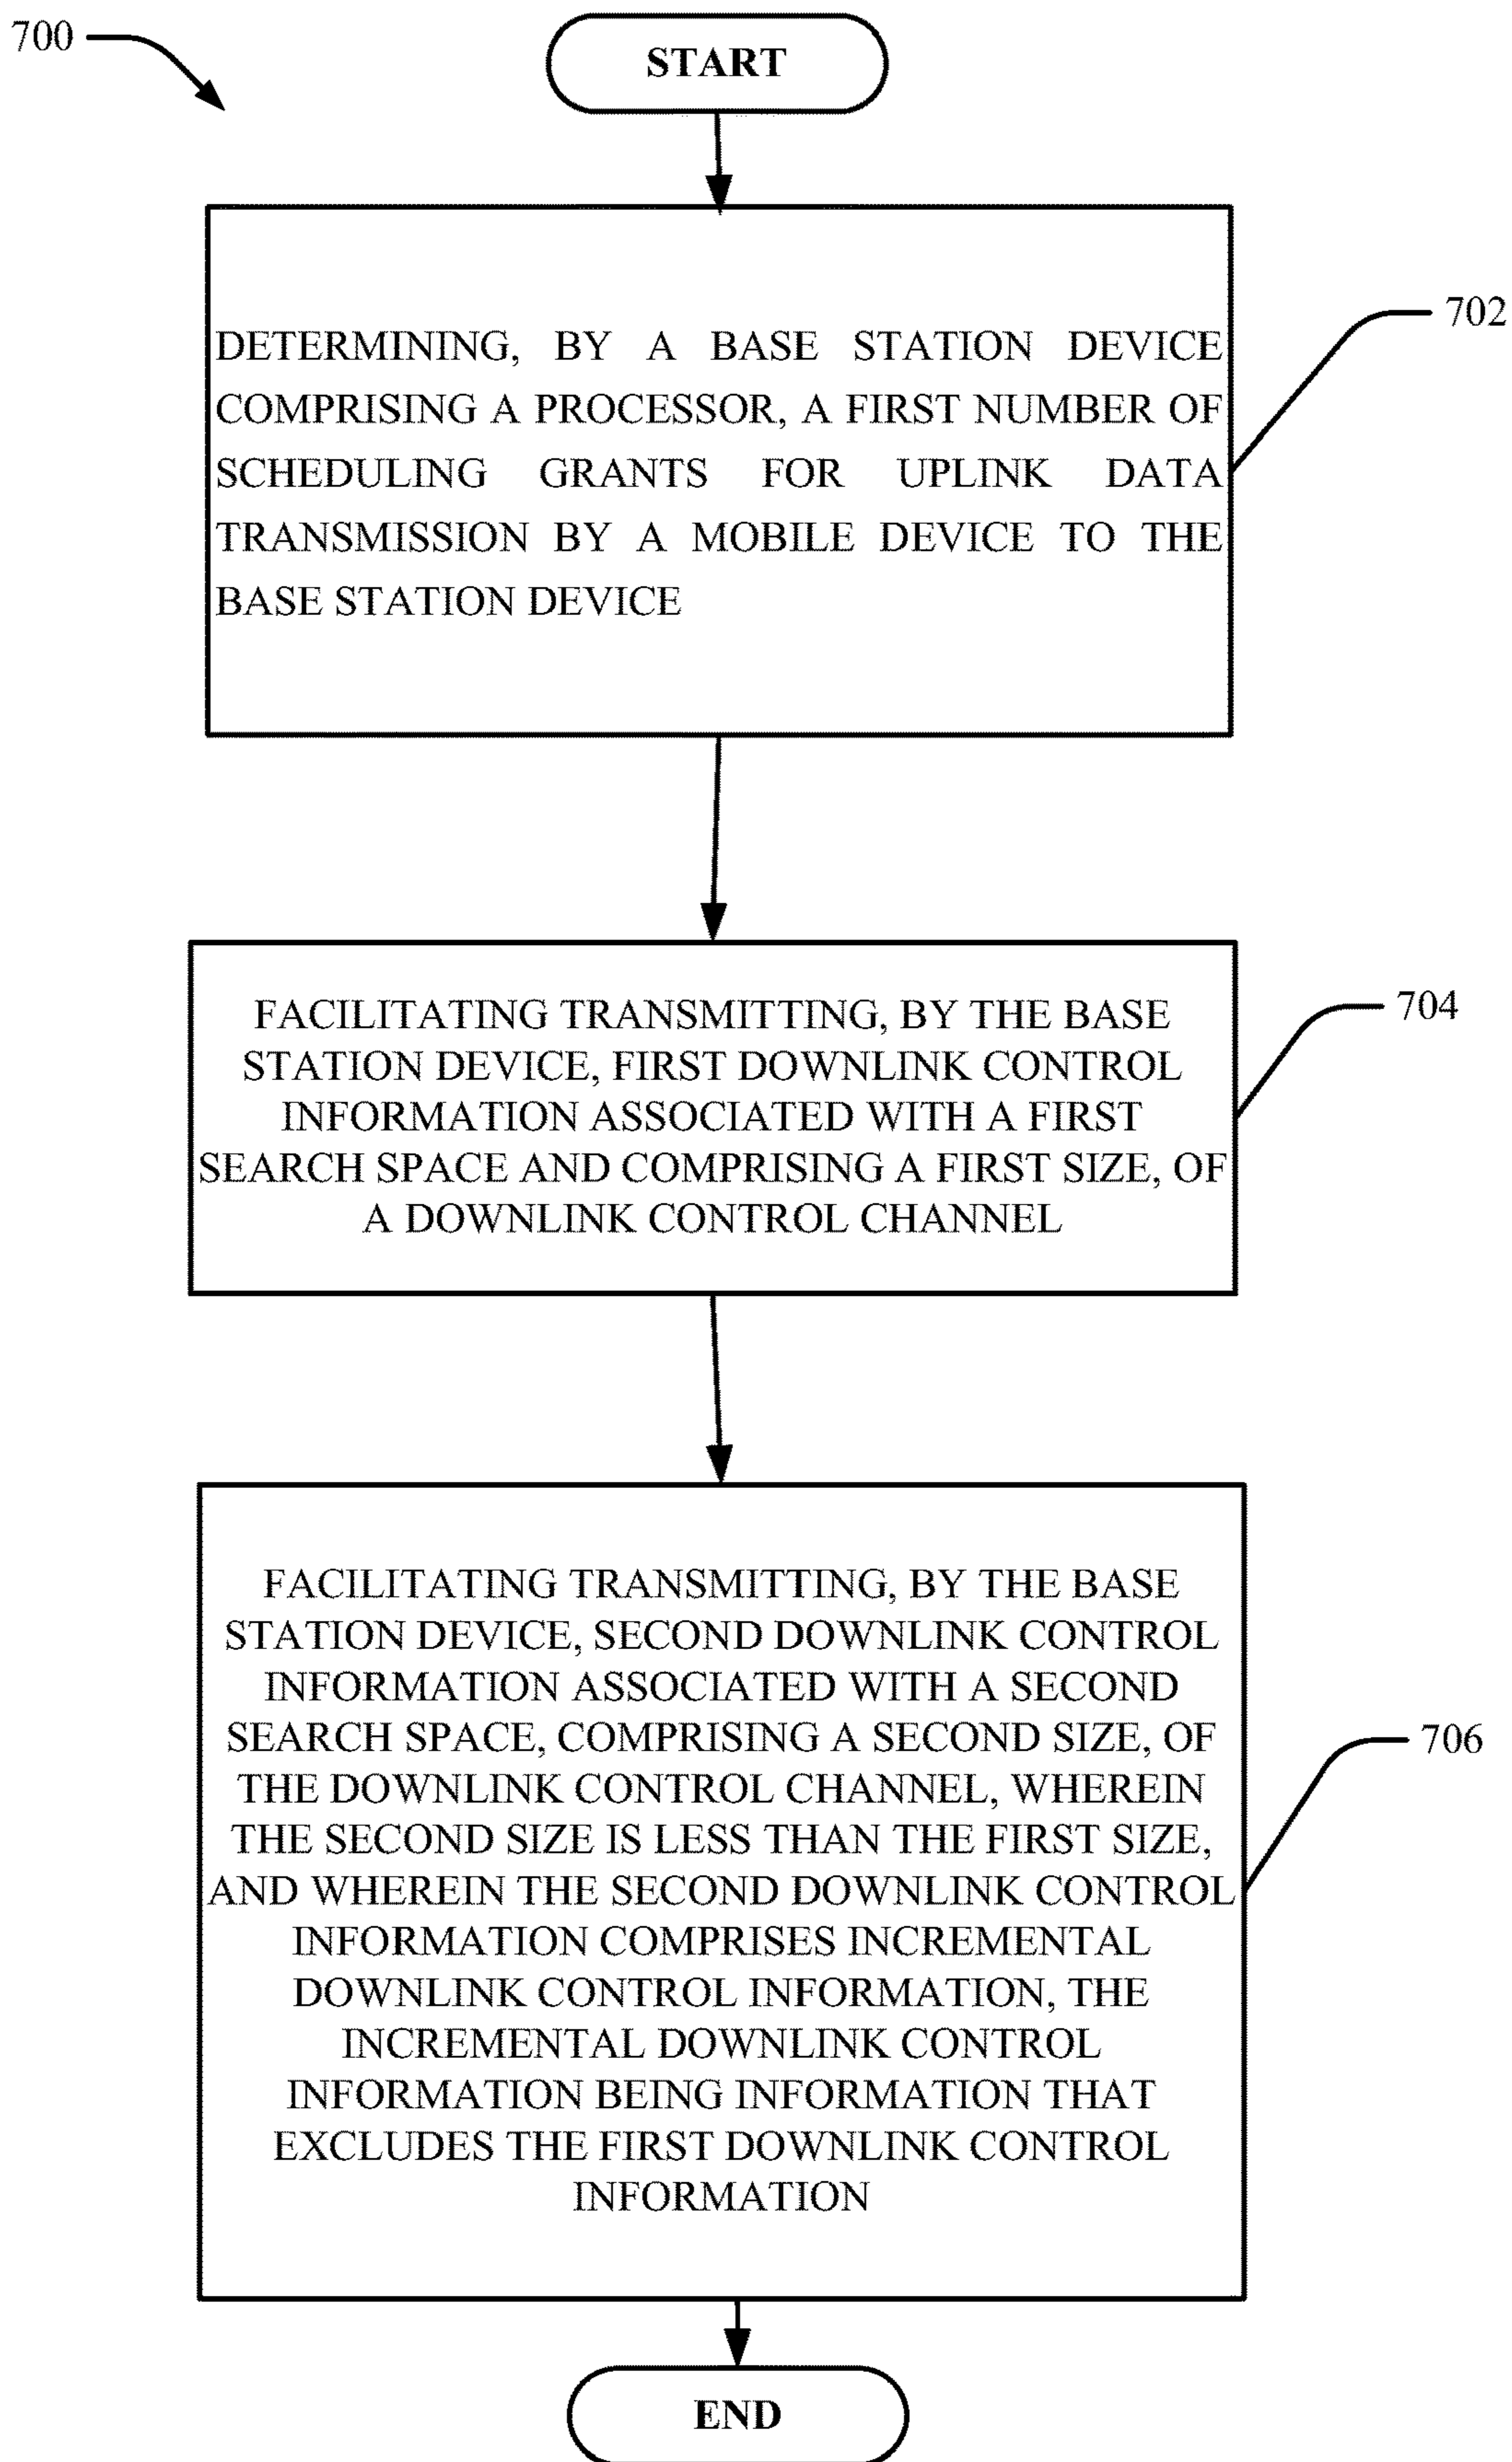 700
START
DETERMINING, BY A BASE STATION DEVICE
COMPRISING A PROCESSOR, A FIRST NUMBER OF
SCHEDULING GRANTS FOR UPLINK DATA
TRANSMISSION BY A MOBILE DEVICE TO THE
BASE STATION DEVICE
702
FACILITATING TRANSMITTING, BY THE BASE
STATION DEVICE, FIRST DOWNLINK CONTROL
INFORMATION ASSOCIATED WITH A FIRST
SEARCH SPACE AND COMPRISING A FIRST SIZE, OF
A DOWNLINK CONTROL CHANNEL
704
FACILITATING TRANSMITTING, BY THE BASE
STATION DEVICE, SECOND DOWNLINK CONTROL
INFORMATION ASSOCIATED WITH A SECOND
SEARCH SPACE, COMPRISING A SECOND SIZE, OF
THE DOWNLINK CONTROL CHANNEL, WHEREIN
THE SECOND SIZE IS LESS THAN THE FIRST SIZE,
AND WHEREIN THE SECOND DOWNLINK CONTROL
INFORMATION COMPRISES INCREMENTAL
DOWNLINK CONTROL INFORMATION, THE
INCREMENTAL DOWNLINK CONTROL
INFORMATION BEING INFORMATION THAT
EXCLUDES THE FIRST DOWNLINK CONTROL
INFORMATION
706
END